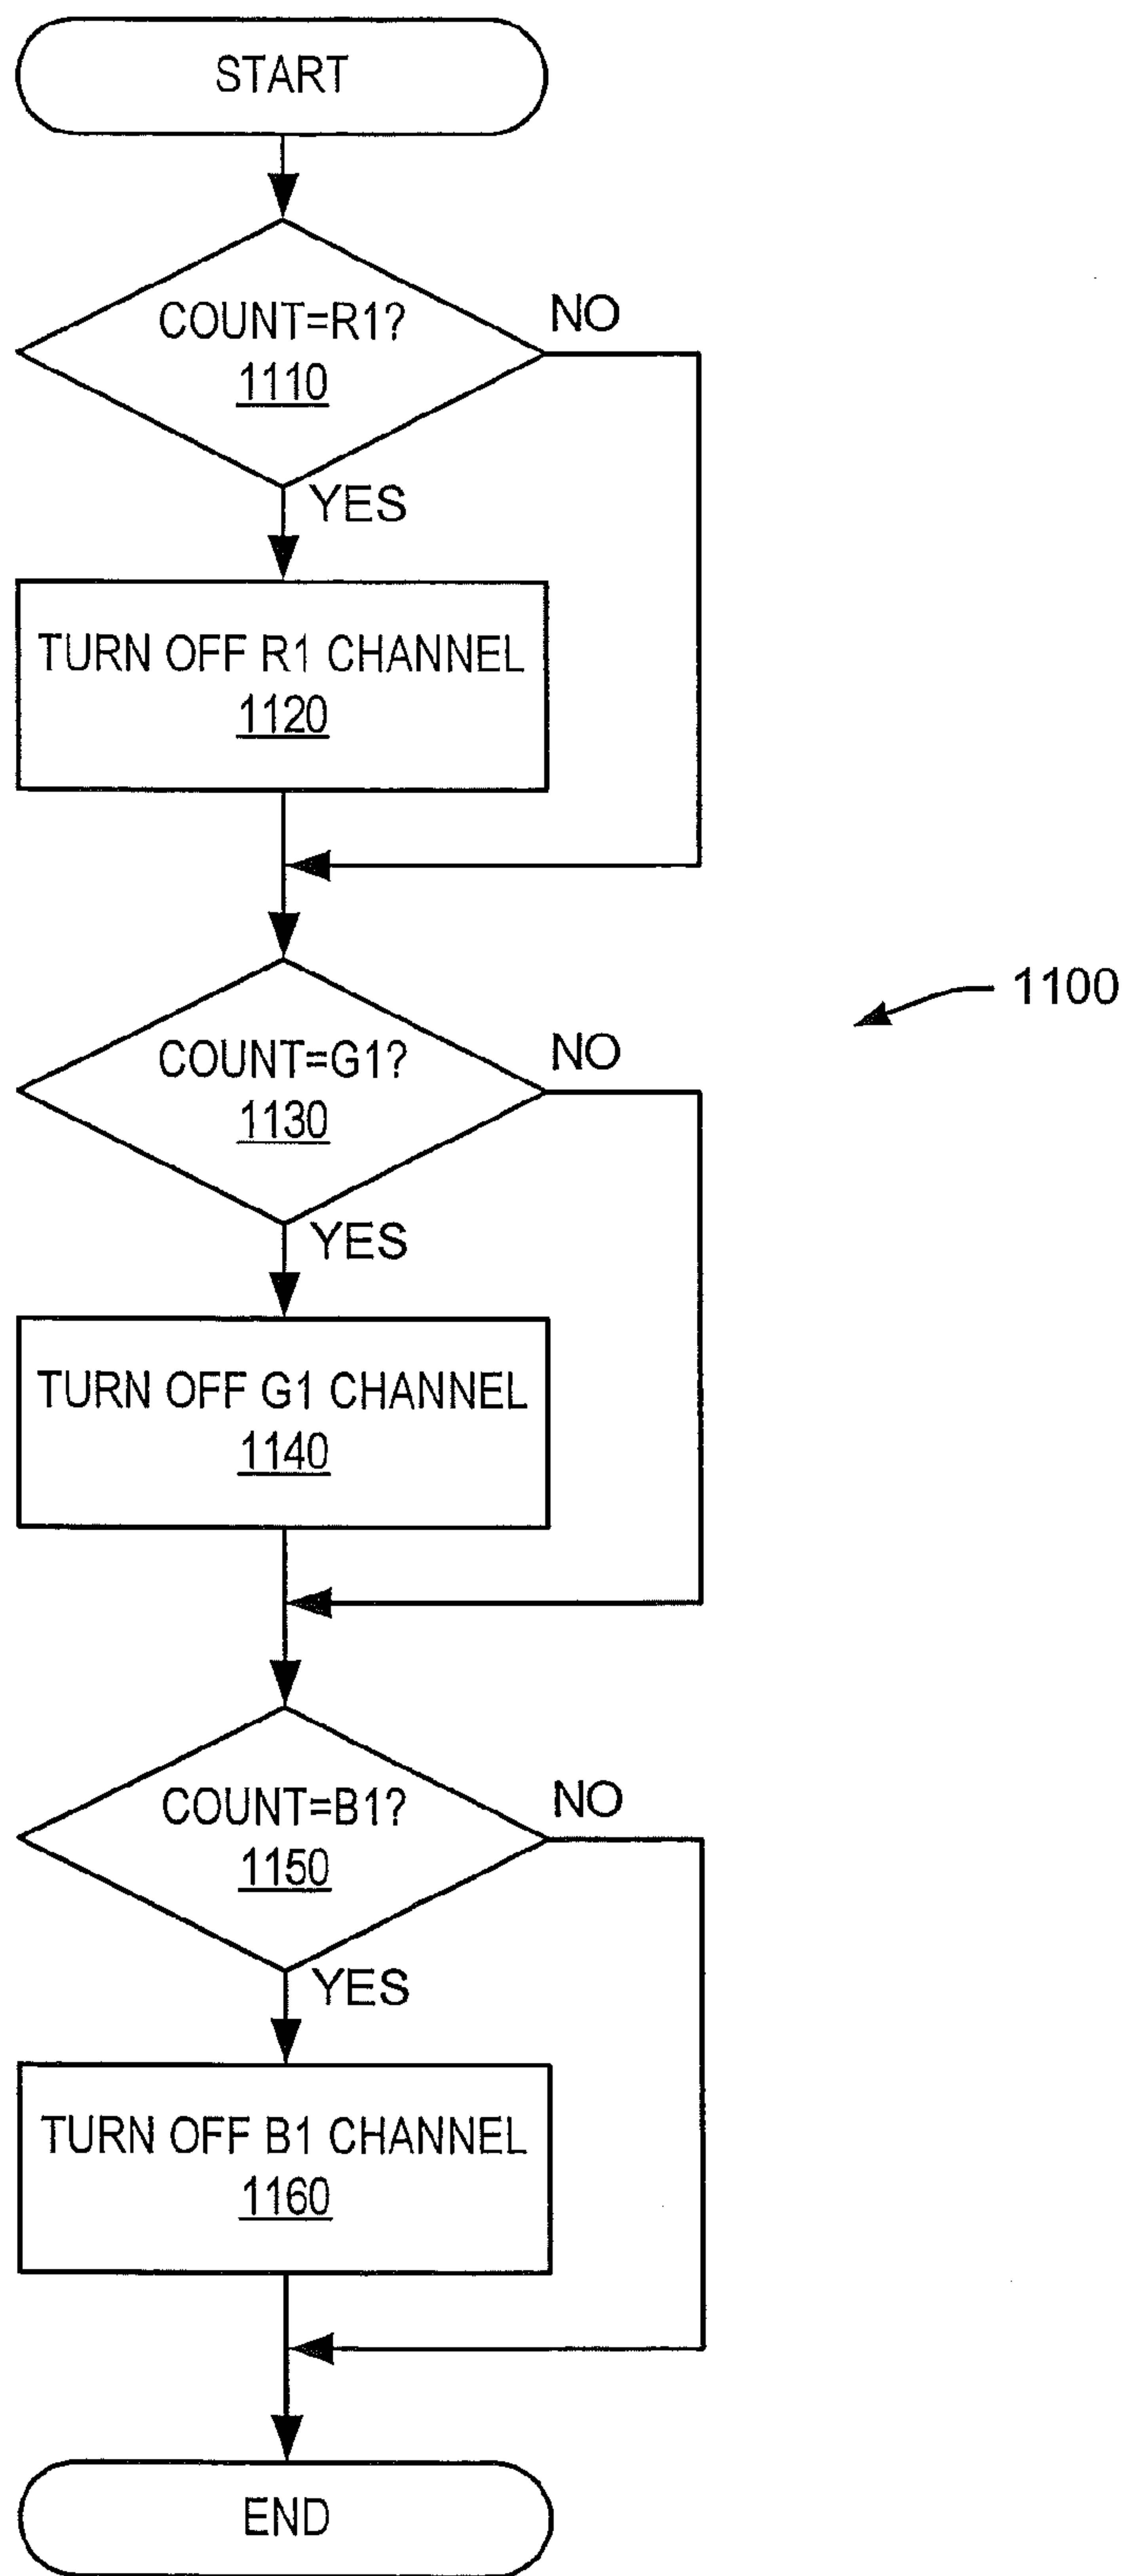 START
COUNT=R1?
1110
NO
YES
TURN OFF R1 CHANNEL
1120
COUNT=G1?
1130
NO
1100
YES
TURN OFF G1 CHANNEL
1140
COUNT=B1?
1150
NO
YES
TURN OFF B1 CHANNEL
1160
END